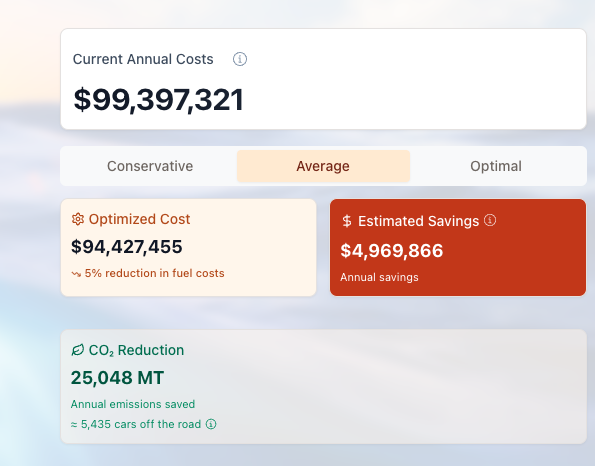 Current Annual Costs
$99,397,321
Conservative
Average
Optimal
Optimized Cost
$94,427,455
5% reduction in fuel costs
Estimated Savings
$4,969,866
Annual savings
CO₂ Reduction
25,048 MT
Annual emissions saved
≈ 5,435 cars off the road